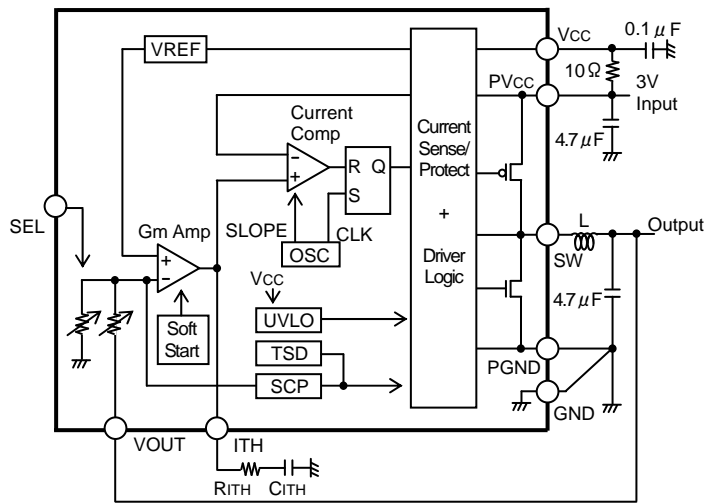 VREF
VCC
0.1μF
10Ω
3V
Input
PVCC
4.7μF
Current
Comp
Current
Sense/
Protect
+
Driver
Logic
-
+
R Q
S
SEL
Gm Amp
SLOPE
CLK
OSC
L
Output
SW
+
-
VCC
4.7μF
Soft
Start
UVLO
TSD
SCP
PGND
GND
VOUT
ITH
RITH
CITH